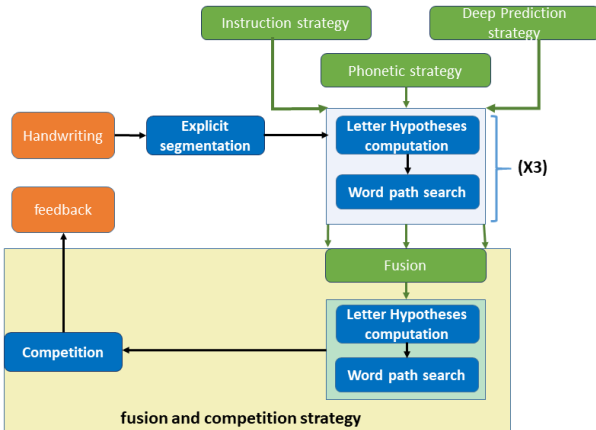 Instruction strategy
Deep Prediction
strategy
Phonetic strategy
Handwriting
Explicit
segmentation
Letter Hypotheses
computation
Word path search
(X3)
feedback
Fusion
Letter Hypotheses
computation
Word path search
Competition
fusion and competition strategy